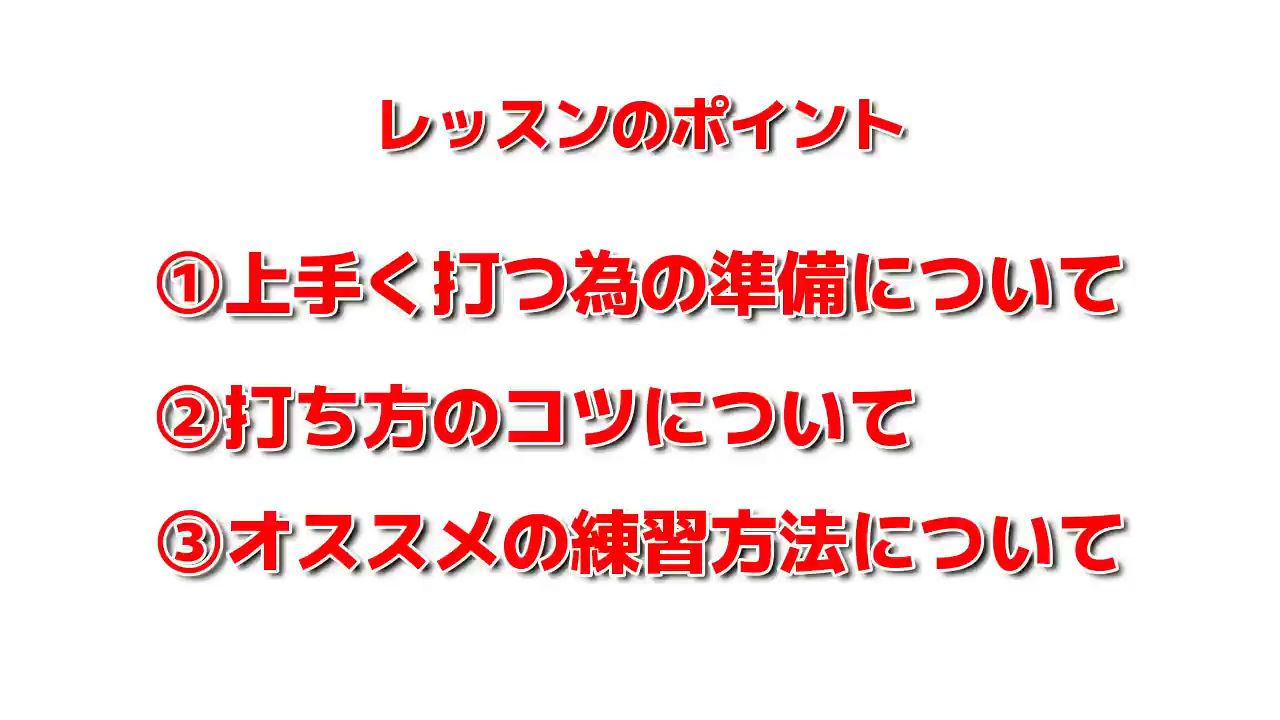 レッスンのポイント
①上手く打つ為の準備について
②打ち方のコツについて
③オススメの練習方法について